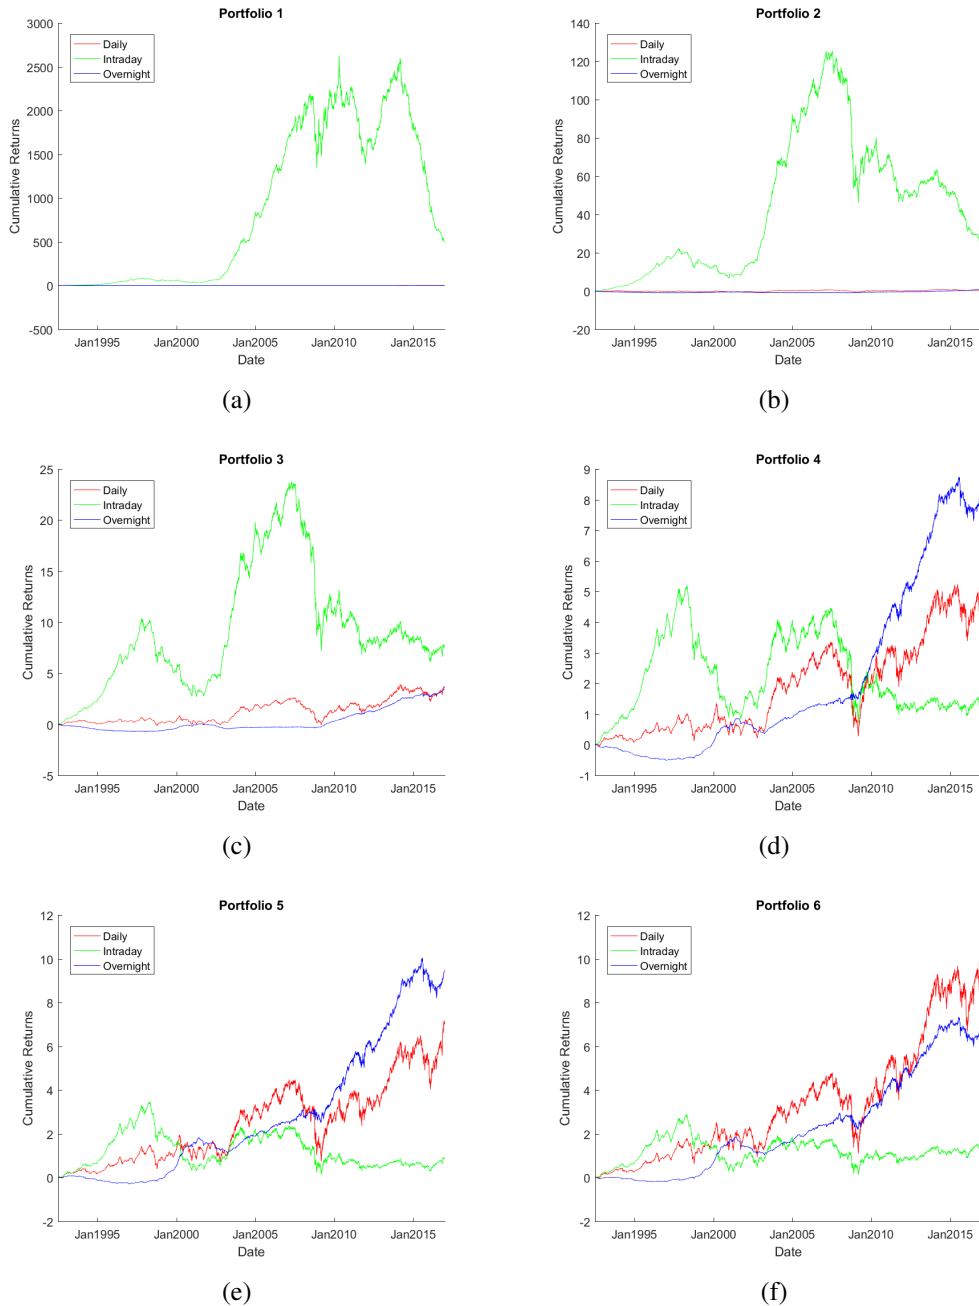 Portfolio 1
3000
2500
2000
1500
1000
500
0
-500
Cumulative Returns
Daily
Intraday
Overnight
Jan1995 Jan2000 Jan2005 Jan2010 Jan2015
Date
(a)
Portfolio 2
140
120
100
80
60
40
20
0
-20
Cumulative Returns
Daily
Intraday
Overnight
Jan1995 Jan2000 Jan2005 Jan2010 Jan2015
Date
(b)
Portfolio 3
25
20
15
10
5
0
-5
Cumulative Returns
Daily
Intraday
Overnight
Jan1995 Jan2000 Jan2005 Jan2010 Jan2015
Date
(c)
Portfolio 4
9
8
7
6
5
4
3
2
1
0
-1
Cumulative Returns
Daily
Intraday
Overnight
Jan1995 Jan2000 Jan2005 Jan2010 Jan2015
Date
(d)
Portfolio 5
12
10
8
6
4
2
0
-2
Cumulative Returns
Daily
Intraday
Overnight
Jan1995 Jan2000 Jan2005 Jan2010 Jan2015
Date
(e)
Portfolio 6
12
10
8
6
4
2
0
-2
Cumulative Returns
Daily
Intraday
Overnight
Jan1995 Jan2000 Jan2005 Jan2010 Jan2015
Date
(f)